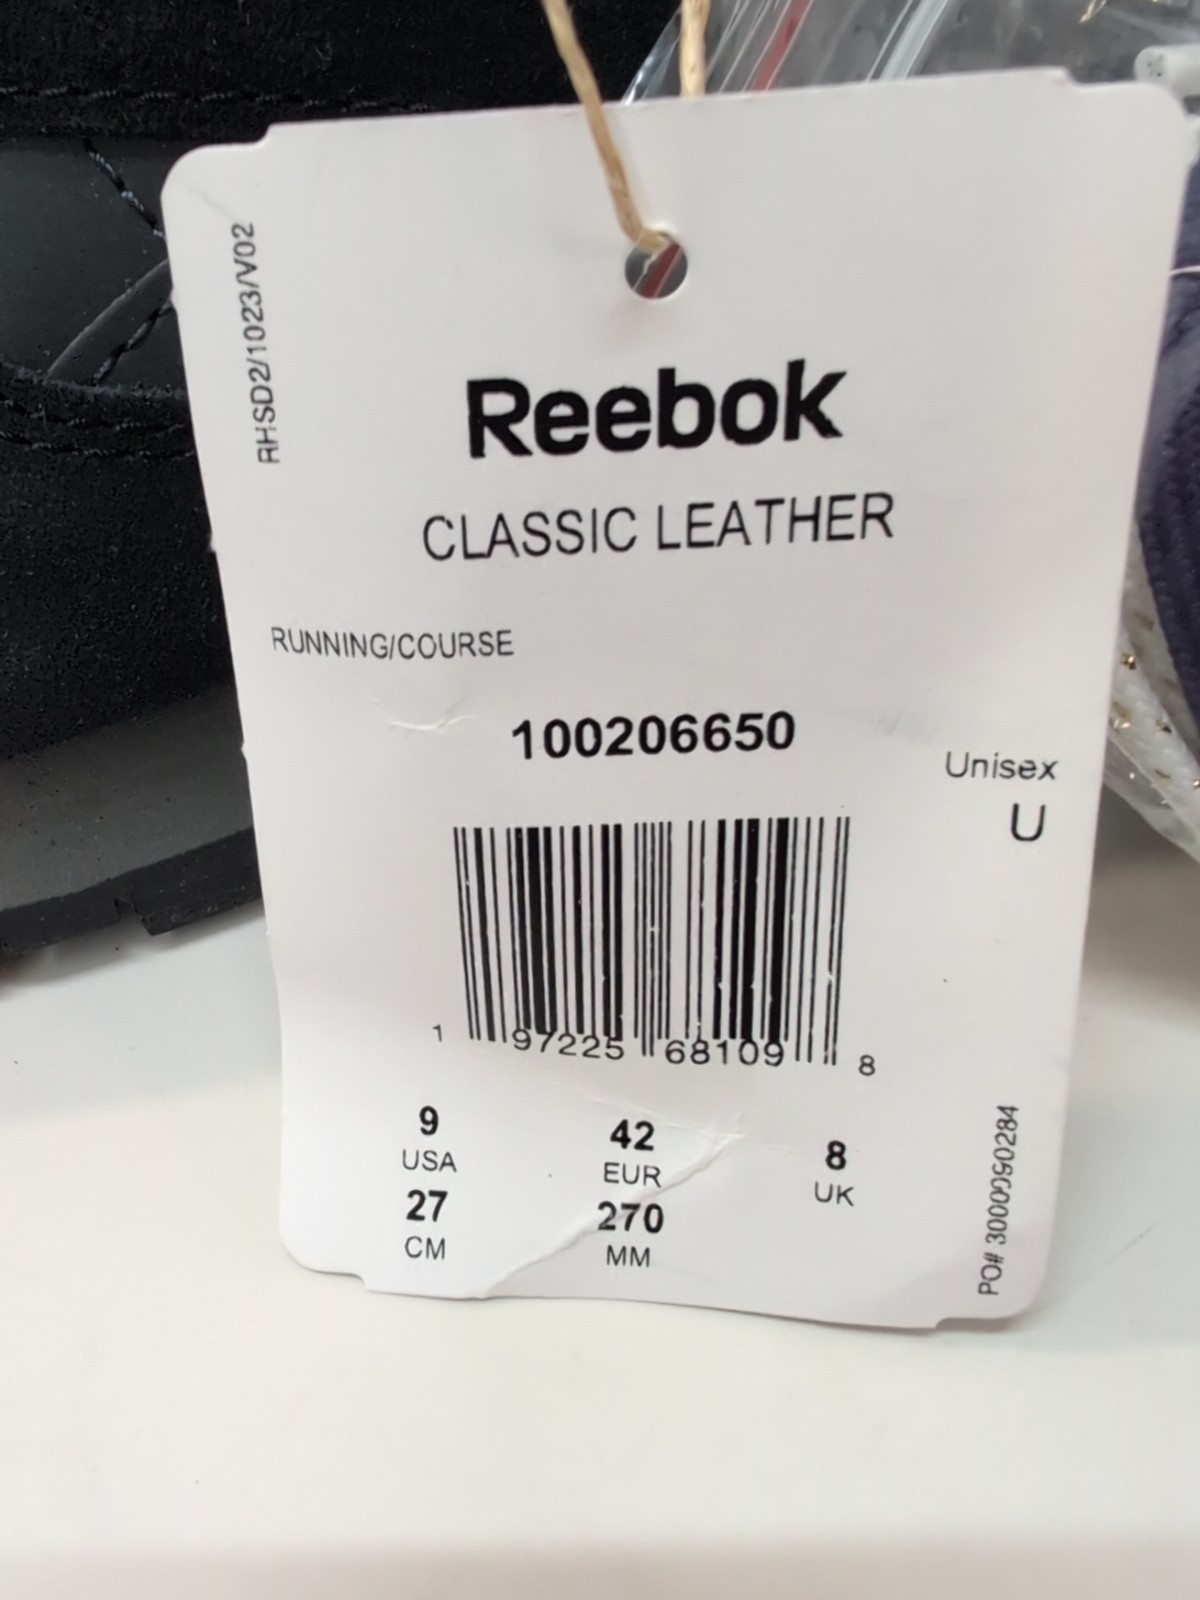 RHSD2/1023/V02
Reebok
CLASSIC LEATHER
RUNNING/COURSE
100206650
Unisex
U
1 97225 68109 8
9 42 8
USA EUR UK
27 270
CM MM
PO# 3000090284